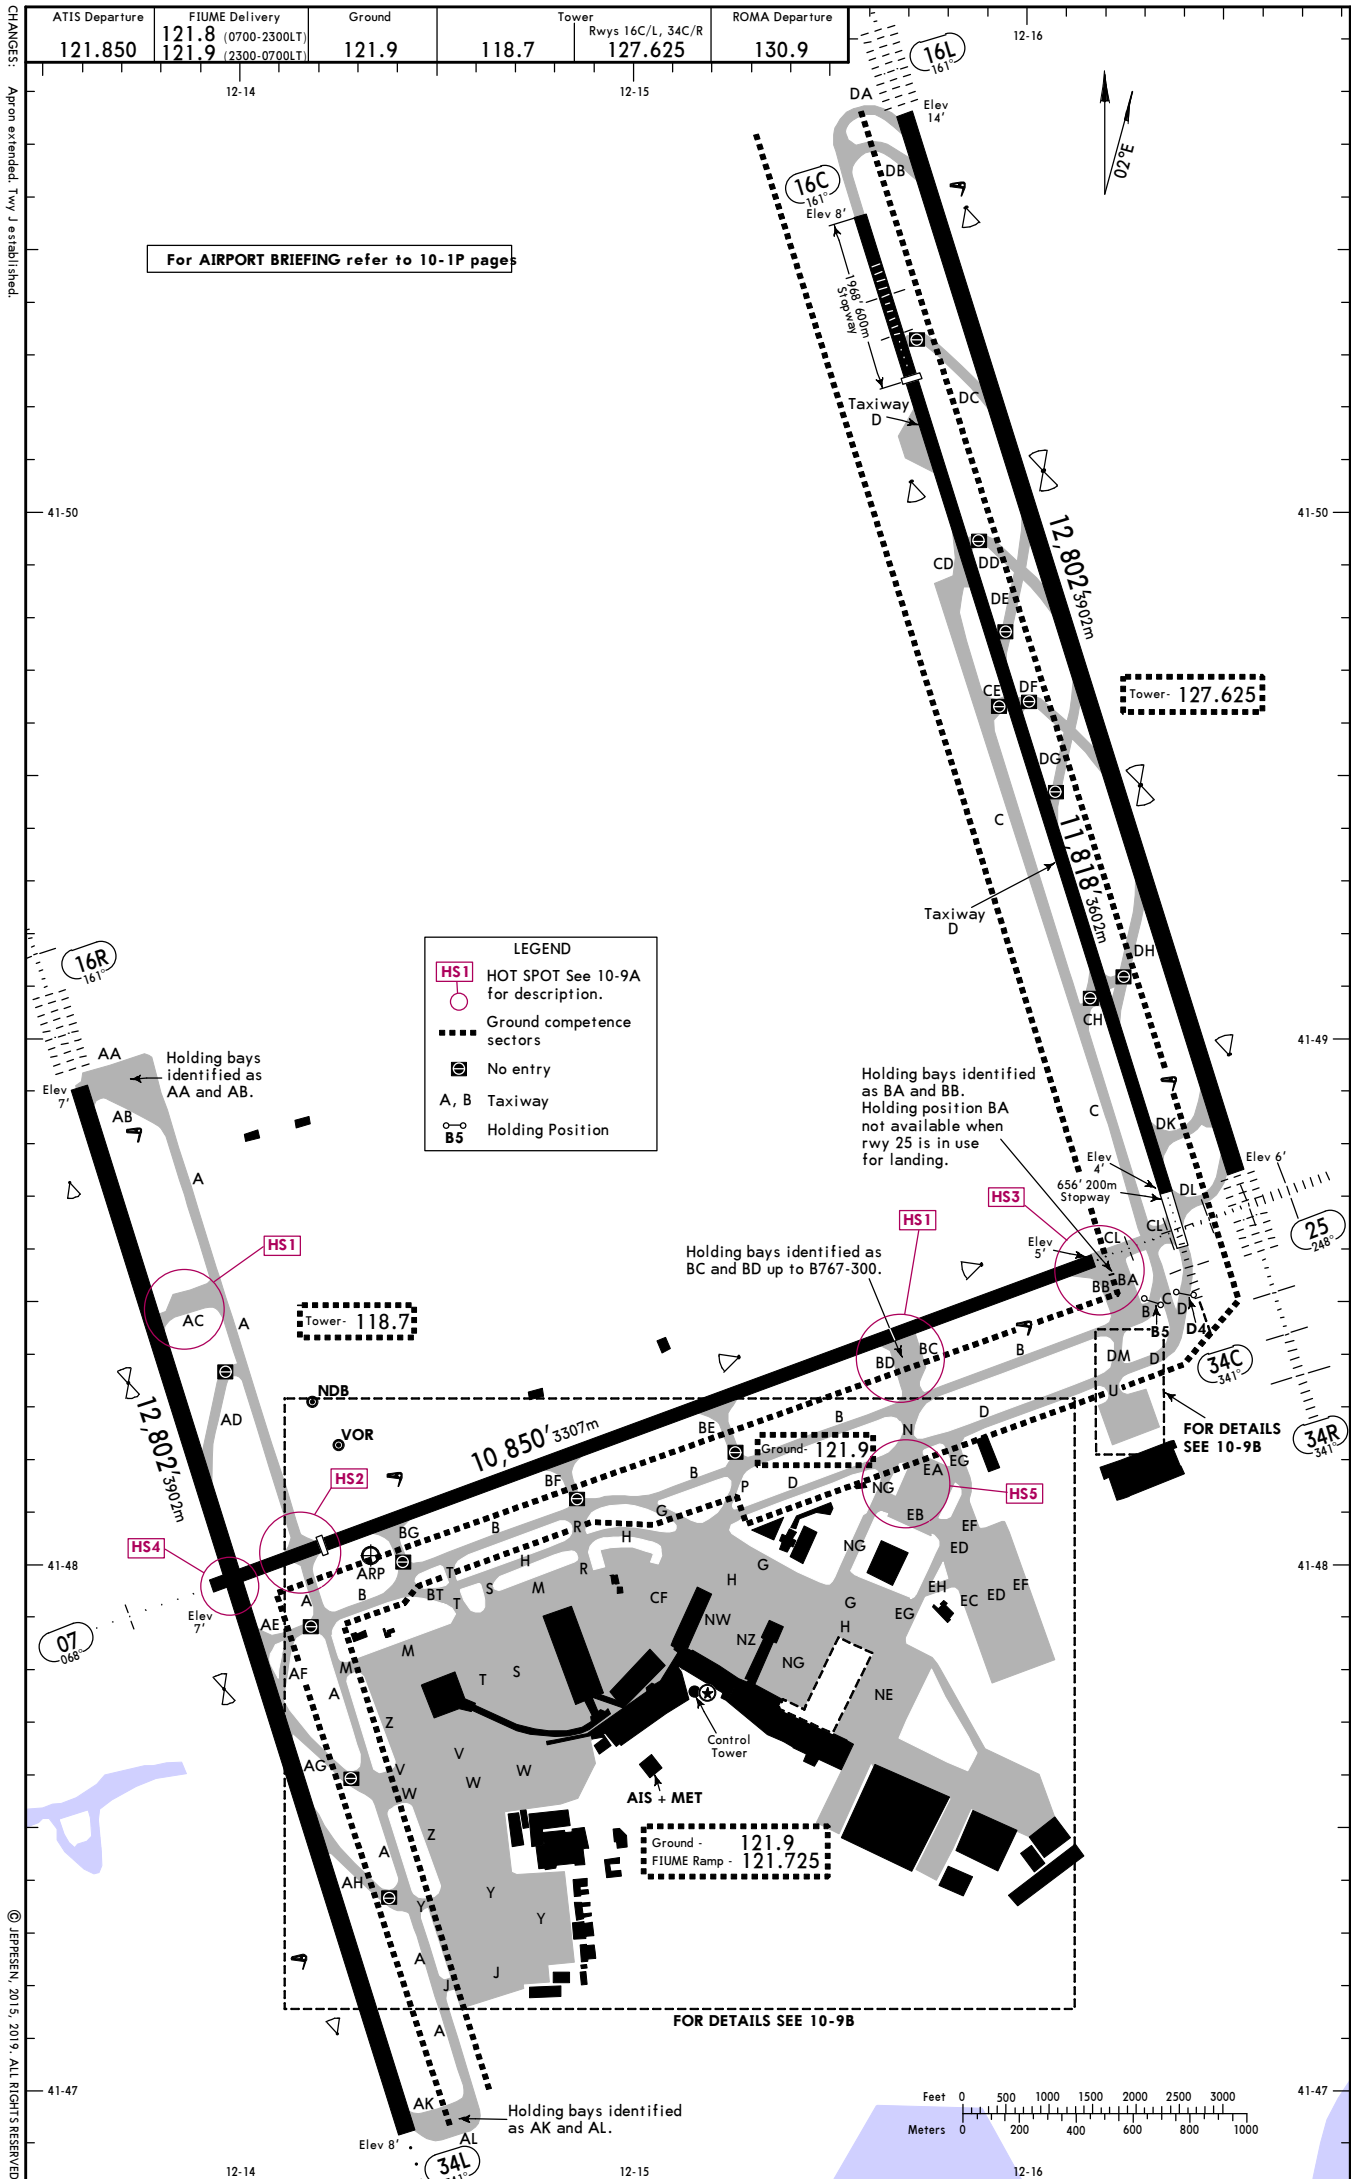 CHANGES: Apron extended. Twy J established.
© JEPPESEN, 2015, 2019. ALL RIGHTS RESERVED
ATIS Departure
121.850
FIUME Delivery
121.8 (0700-2300LT)
121.9 (2300-0700LT)
Ground
121.9
Tower
118.7
Rwys 16C/L, 34C/R
127.625
ROMA Departure
130.9
12-14
12-15
12-16
16L
161°
DA
Elev
14'
02°E
DB
16C
161°
Elev 8'
For AIRPORT BRIEFING refer to 10-1P pages
1968' 600m
Stopway
DC
Taxiway
D
41-50
41-50
12,802' 3902m
CD
DD
DE
CE
DF
Tower- 127.625
DG
C
11,818' 3602m
Taxiway
D
DH
CH
16R
161°
LEGEND
HS1
HOT SPOT See 10-9A
for description.
Ground competence
sectors
No entry
A, B Taxiway
B5 Holding Position
41-49
AA
Holding bays
identified as
AA and AB.
Elev
7'
AB
A
Holding bays identified
as BA and BB.
Holding position BA
not available when
rwy 25 is in use
for landing.
C
DK
Elev
4'
656' 200m
Stopway
Elev 6'
DL
HS3
HS1
CL
CL
25
248°
HS1
Holding bays identified as
BC and BD up to B767-300.
Elev
5'
BB
BA
B
C
D
B5
D4
AC
A
Tower- 118.7
BD
BC
B
DM
D
34C
341°
U
NDB
VOR
AD
12,802' 3902m
10,850' 3307m
BE
B
N
D
Ground- 121.9
FOR DETAILS
SEE 10-9B
34R
341°
HS2
BF
B
P
D
NG
EA
EG
HS5
HS4
BG
B
R
H
G
EB
EF
ED
NG
41-48
41-48
ARP
B
BT
T
T
S
H
M
R
CF
H
G
EH
EC
ED
EF
EG
G
H
NW
NZ
NG
NE
Elev
7'
07
068°
A
AE
AF
M
A
M
Z
T
S
V
V
W
W
W
AG
Z
A
AH
Y
Y
Y
A
J
J
A
Control
Tower
AIS + MET
Ground - 121.9
FIUME Ramp - 121.725
FOR DETAILS SEE 10-9B
41-47
41-47
AK
AL
Holding bays identified
as AK and AL.
Elev 8'
34L
Feet 0 500 1000 1500 2000 2500 3000
Meters 0 200 400 600 800 1000
12-14
12-15
12-16